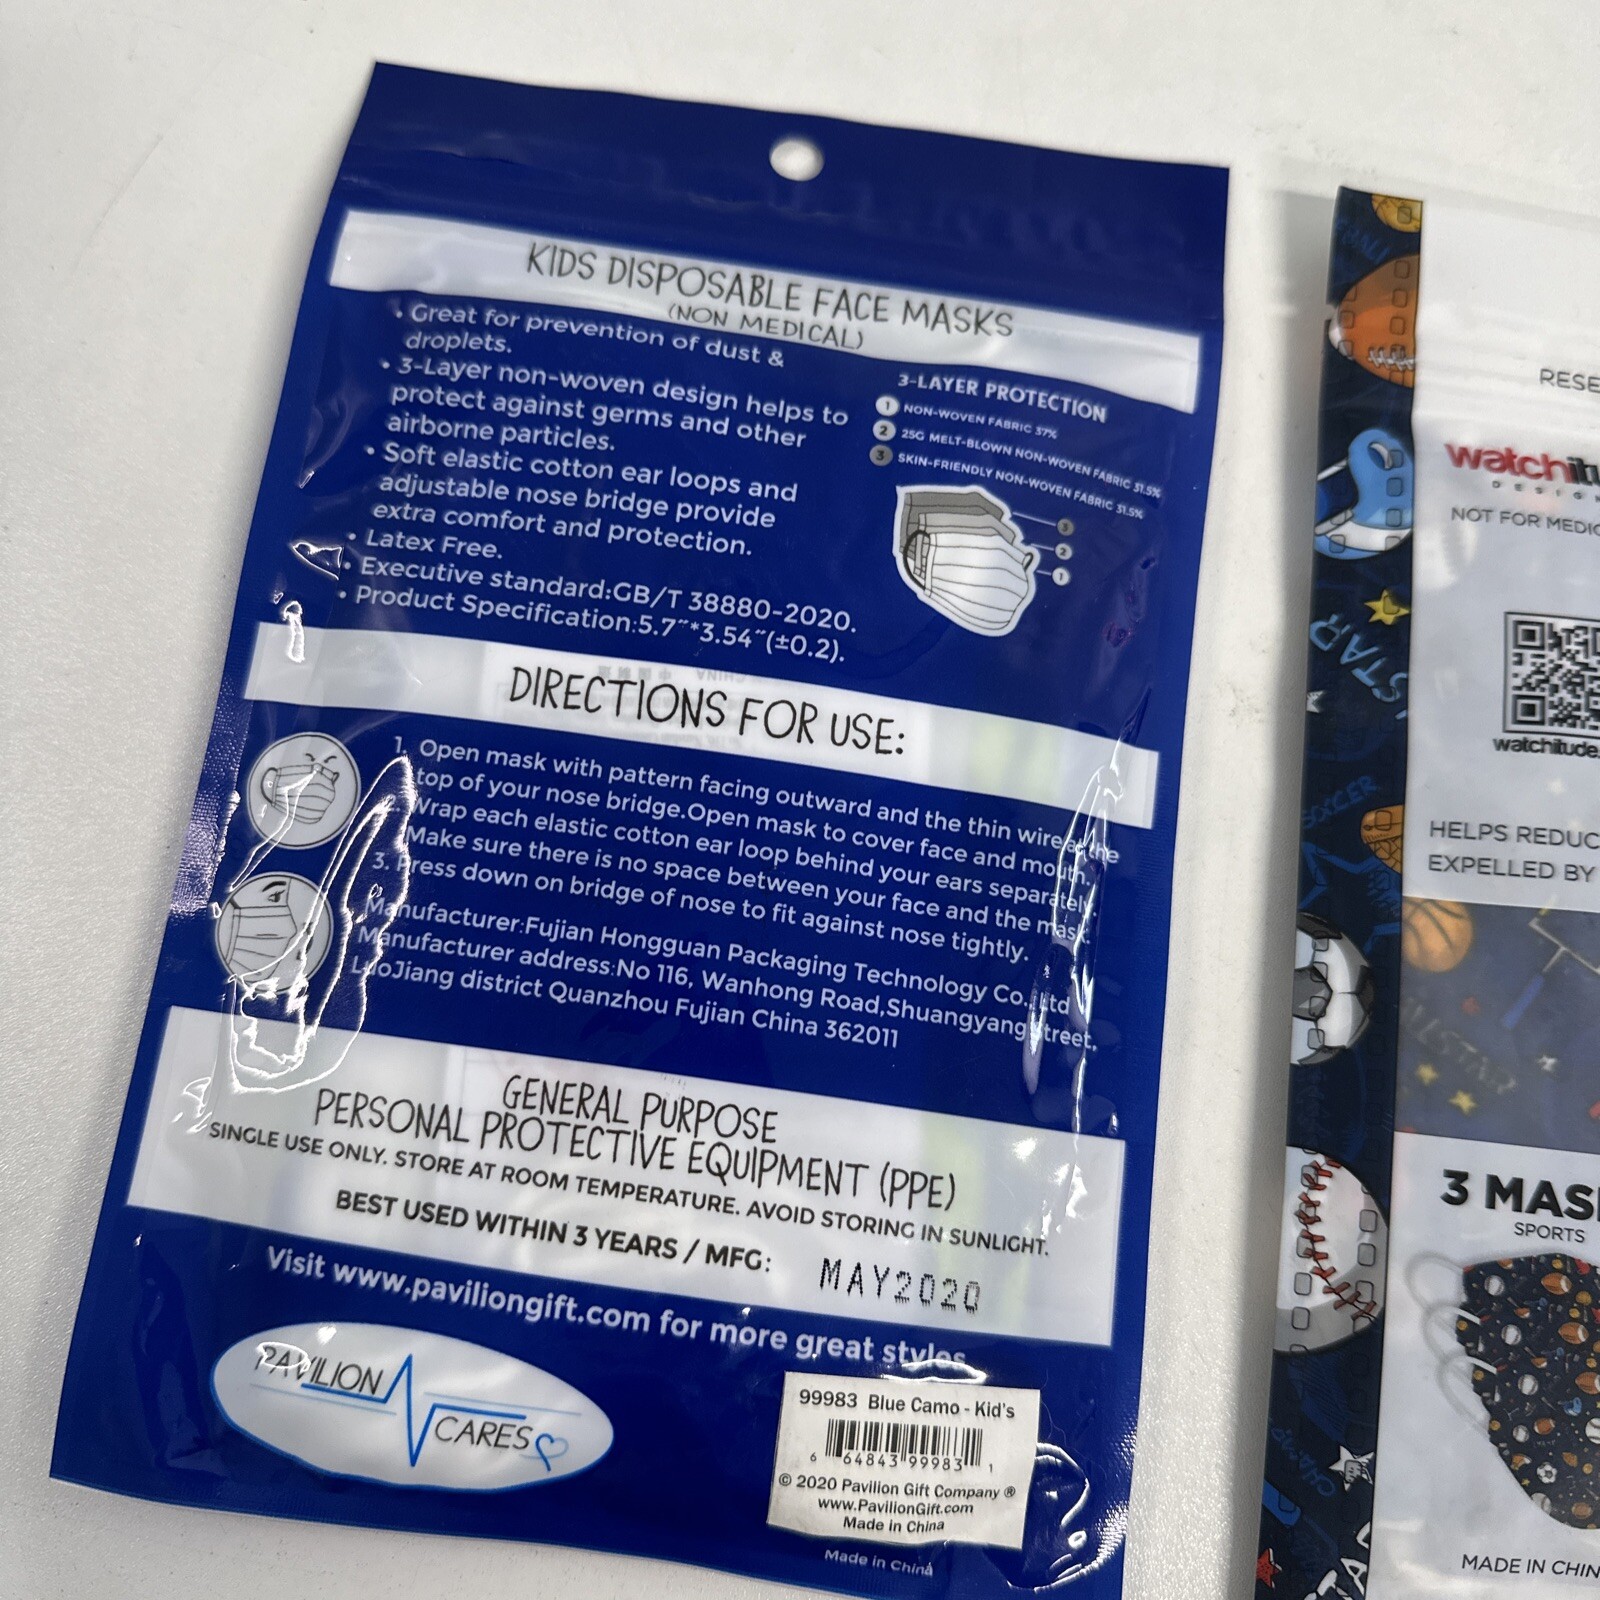 KIDS DISPOSABLE FACE MASKS
(NON MEDICAL)
• Great for prevention of dust &
droplets.
• 3-Layer non-woven design helps to
protect against germs and other
airborne particles.
• Soft elastic cotton ear loops and
adjustable nose bridge provide
extra comfort and protection.
• Latex Free.
• Executive standard:GB/T 38880-2020.
• Product Specification:5.7˝*3.54˝(±0.2).
3-LAYER PROTECTION
1 NON-WOVEN FABRIC 37%
2 25G MELT-BLOWN NON-WOVEN FABRIC 31.5%
3 SKIN-FRIENDLY NON-WOVEN FABRIC 31.5%
3
2
1
DIRECTIONS FOR USE:
1. Open mask with pattern facing outward and the thin wire at the
top of your nose bridge.Open mask to cover face and mouth.
Wrap each elastic cotton ear loop behind your ears separately.
Make sure there is no space between your face and the mask.
3. Press down on bridge of nose to fit against nose tightly.
Manufacturer:Fujian Hongguan Packaging Technology Co.,Ltd
Manufacturer address:No 116, Wanhong Road,Shuangyang street,
LuoJiang district Quanzhou Fujian China 362011
GENERAL PURPOSE
PERSONAL PROTECTIVE EQUIPMENT (PPE)
SINGLE USE ONLY. STORE AT ROOM TEMPERATURE. AVOID STORING IN SUNLIGHT.
BEST USED WITHIN 3 YEARS / MFG: MAY2020
Visit www.paviliongift.com for more great styles
PAVILION
CARES
99983 Blue Camo - Kid's
6 64843 99983 1
© 2020 Pavilion Gift Company ®
www.PavilionGift.com
Made in China
Made in China
RESE
watchitu
DESIGN
NOT FOR MEDIC
watchitude.
HELPS REDUC
EXPELLED BY
3 MAS
SPORTS
MADE IN CHIN
STAR
SOCCER
ALLSTAR